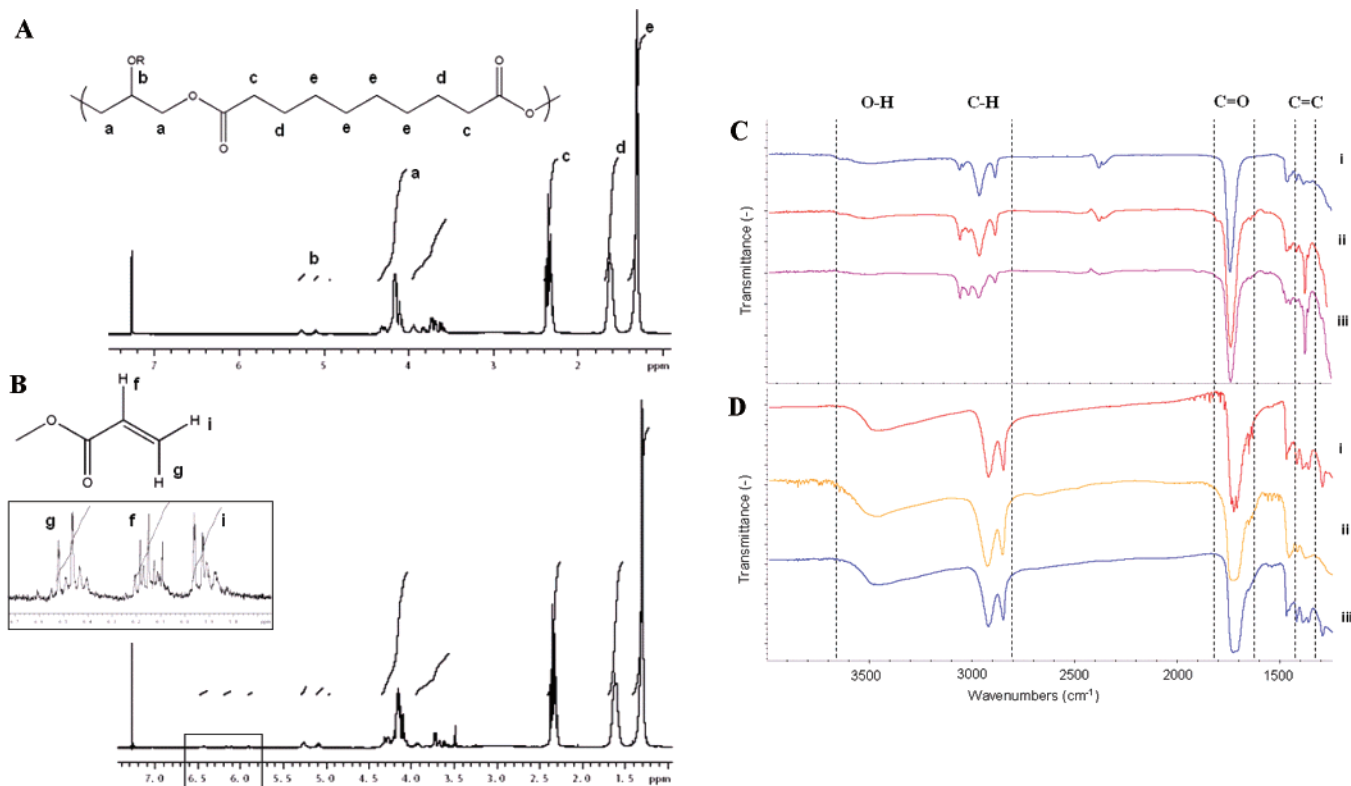 A
e
OR
b
c
e
e
d
O
O
O
O
a
a
d
e
e
c
a
b
c
d
7
6
5
4
3
2
1
ppm
B
H
f
H
i
O
O
g
H
g
f
i
7.0
6.5
6.0
5.5
5.0
4.5
4.0
3.5
3.0
2.5
2.0
1.5
ppm
O-H
C-H
C=O
C=C
C
i
ii
iii
Transmittance (-)
D
i
ii
iii
Transmittance (-)
3500
3000
2500
2000
1500
Wavenumbers (cm-1)